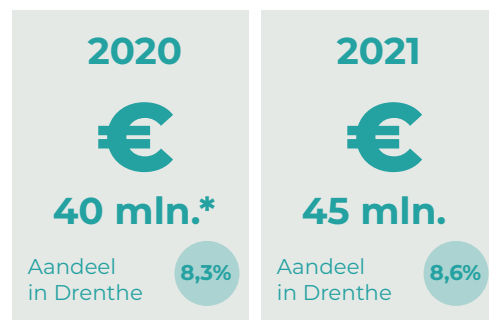 2020
€
40 mln.*
Aandeel
in Drenthe
8,3%
2021
€
45 mln.
Aandeel
in Drenthe
8,6%